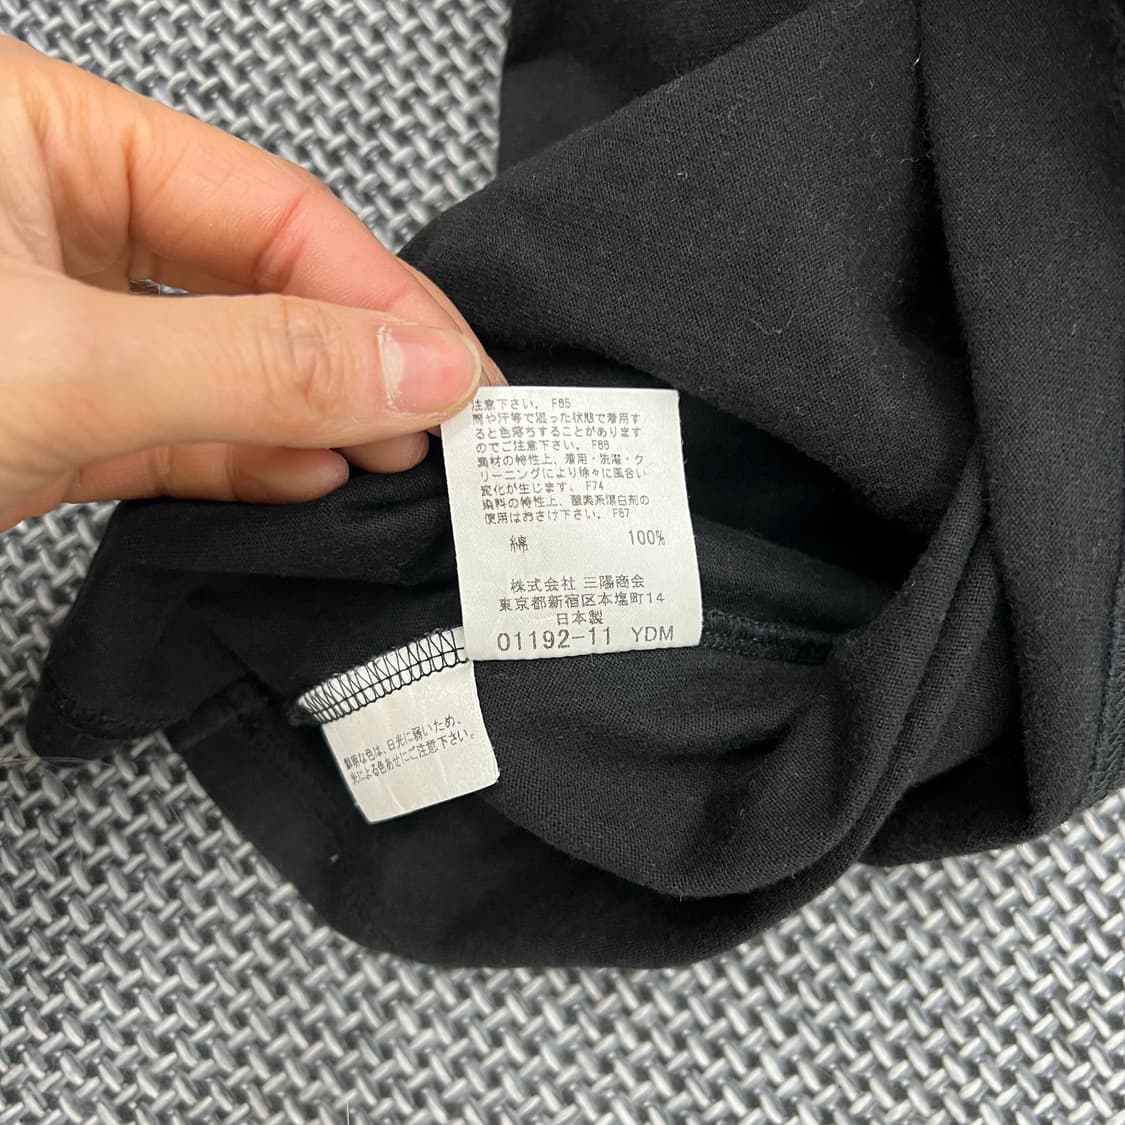 注意下さい。 F65
雨や汗等で湿った状態で着用す
ると色落ちすることがあります
のでご注意下さい。 F66
素材の特性上、着用・洗濯・ク
リーニングにより徐々に風合い
変化が生じます。 F74
染料の特性上、酸素系漂白剤の
使用はおさけ下さい。 F67
綿 100%
株式会社 三陽商会
東京都新宿区本塩町14
日本製
01192-11 YDM
鮮明な色は、日光に弱いため、
光による色あせにご注意下さい。